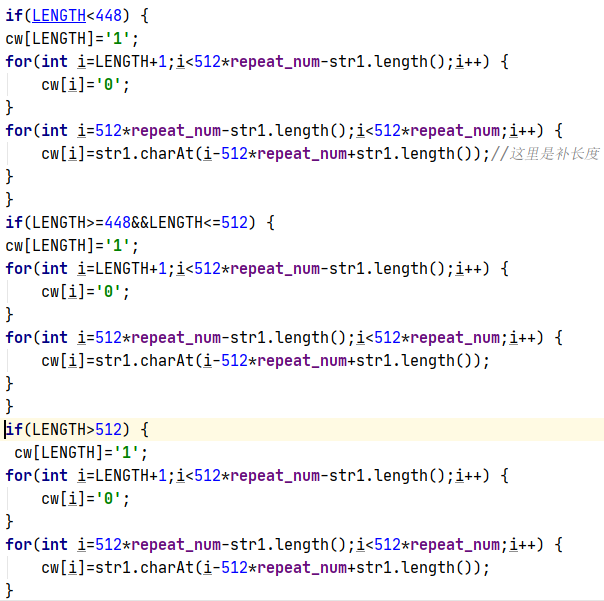 if(LENGTH<448) {
cw[LENGTH]='1';
for(int i=LENGTH+1;i<512*repeat_num-str1.length();i++) {
    cw[i]='0';
}
for(int i=512*repeat_num-str1.length();i<512*repeat_num;i++) {
    cw[i]=str1.charAt(i-512*repeat_num+str1.length());//这里是补长度
}
}
if(LENGTH>=448&&LENGTH<=512) {
cw[LENGTH]='1';
for(int i=LENGTH+1;i<512*repeat_num-str1.length();i++) {
    cw[i]='0';
}
for(int i=512*repeat_num-str1.length();i<512*repeat_num;i++) {
    cw[i]=str1.charAt(i-512*repeat_num+str1.length());
}
}
if(LENGTH>512) {
 cw[LENGTH]='1';
for(int i=LENGTH+1;i<512*repeat_num-str1.length();i++) {
    cw[i]='0';
}
for(int i=512*repeat_num-str1.length();i<512*repeat_num;i++) {
    cw[i]=str1.charAt(i-512*repeat_num+str1.length());
}